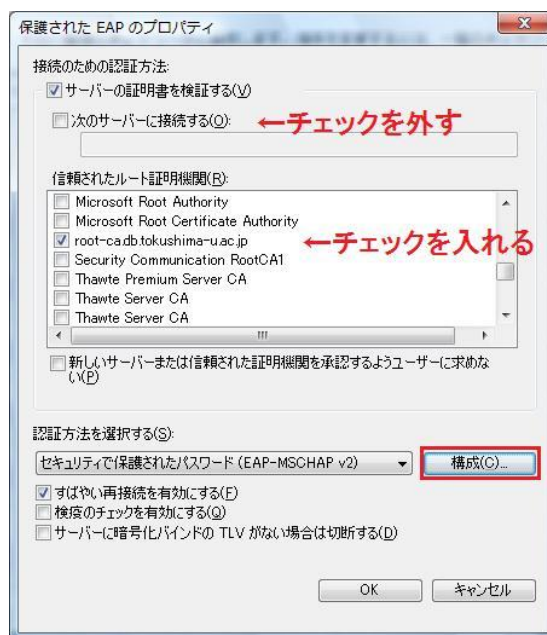 保護された EAP のプロパティ
接続のための認証方法:
サーバーの証明書を検証する(V)
次のサーバーに接続する(O): ←チェックを外す
信頼されたルート証明機関(R):
Microsoft Root Authority
Microsoft Root Certificate Authority
root-ca.db.tokushima-u.ac.jp ←チェックを入れる
Security Communication RootCA1
Thawte Premium Server CA
Thawte Server CA
Thawte Server CA
新しいサーバーまたは信頼された証明機関を承認するようユーザーに求めな
い(P)
認証方法を選択する(S):
セキュリティで保護されたパスワード (EAP-MSCHAP v2) 構成(C)...
すばやい再接続を有効にする(F)
検疫のチェックを有効にする(Q)
サーバーに暗号化バインドの TLV がない場合は切断する(D)
OK キャンセル